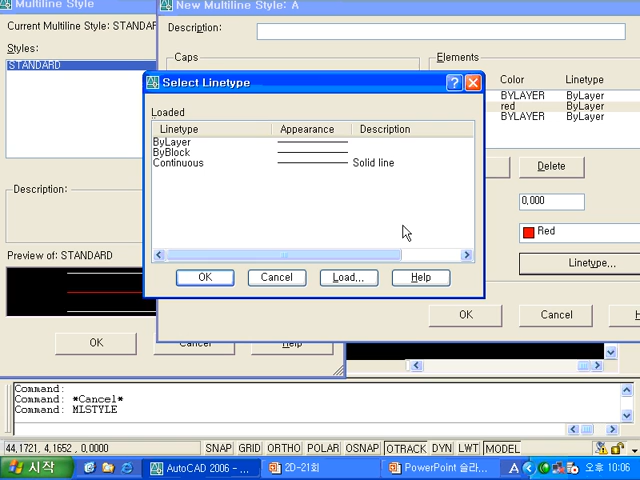 Multiline Style
New Multiline Style: A
Current Multiline Style: STANDAR
Description:
Styles:
STANDARD
Caps
Elements
Color
Linetype
BYLAYER
ByLayer
red
ByLayer
BYLAYER
ByLayer
Select Linetype
Loaded
Linetype
Appearance
Description
ByLayer
ByBlock
Continuous
Solid line
OK
Cancel
Load...
Help
Delete
0,000
Red
Linetype...
OK
Cancel
H
Description:
Preview of: STANDARD
OK
Cancel
Help
Command:
Command: *Cancel*
Command: MLSTYLE
44,1721, 4,1652 , 0,0000
SNAP
GRID
ORTHO
POLAR
OSNAP
OTRACK
DYN
LWT
MODEL
시작
AutoCAD 2006 - ...
2D-21회
PowerPoint 슬라...
A
오전 10:06